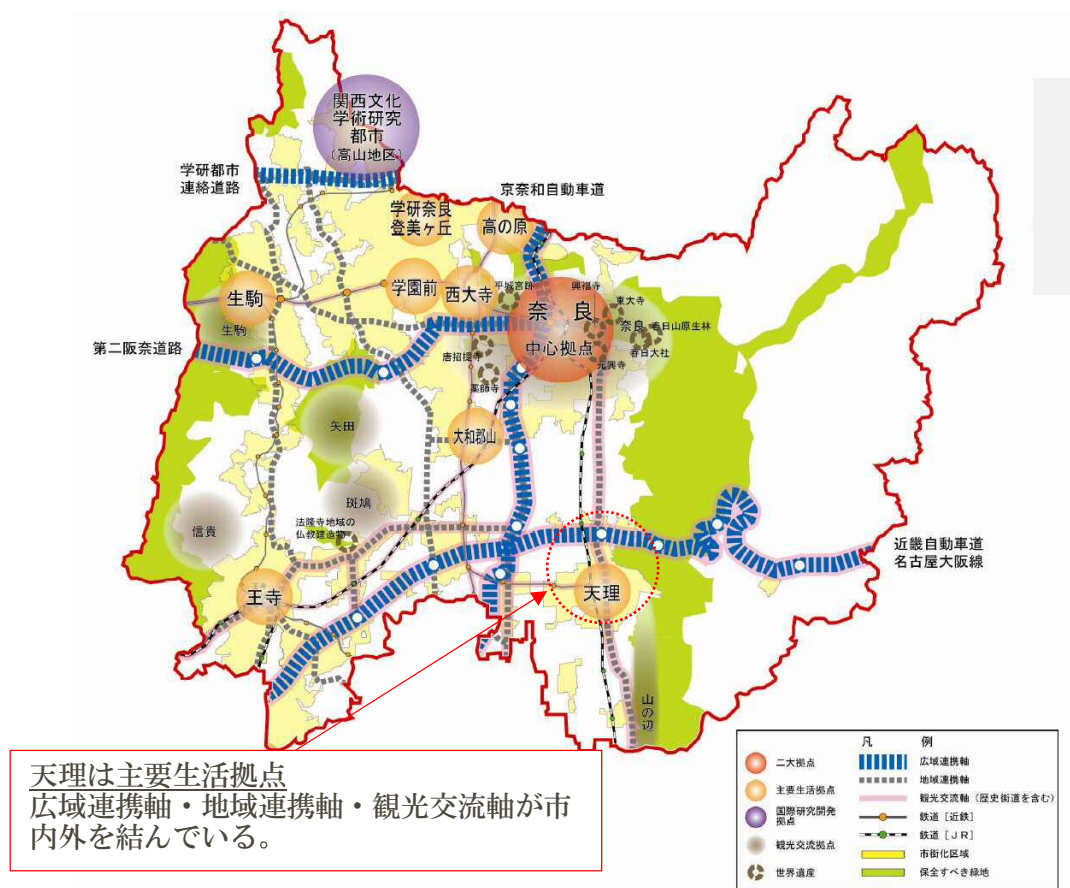 関西文化
学術研究
都市
(高山地区)
学研都市
連絡道路
京奈和自動車道
学研奈良
登美ヶ丘
高の原
生駒
生駒
学園前
西大寺
平城宮跡
興福寺
東大寺
奈良
中心拠点
奈良
春日山原生林
春日大社
元興寺
第二阪奈道路
唐招提寺
薬師寺
矢田
大和郡山
信貴
斑鳩
法隆寺地域の
仏教建造物
近畿自動車道
名古屋大阪線
王寺
天理
山の辺
天理は主要生活拠点
広域連携軸・地域連携軸・観光交流軸が市
内外を結んでいる。
凡 例
二大拠点
主要生活拠点
国際研究開発
拠点
観光交流拠点
世界遺産
広域連携軸
地域連携軸
観光交流軸(歴史街道を含む)
鉄道[近鉄]
鉄道[JR]
市街化区域
保全すべき緑地